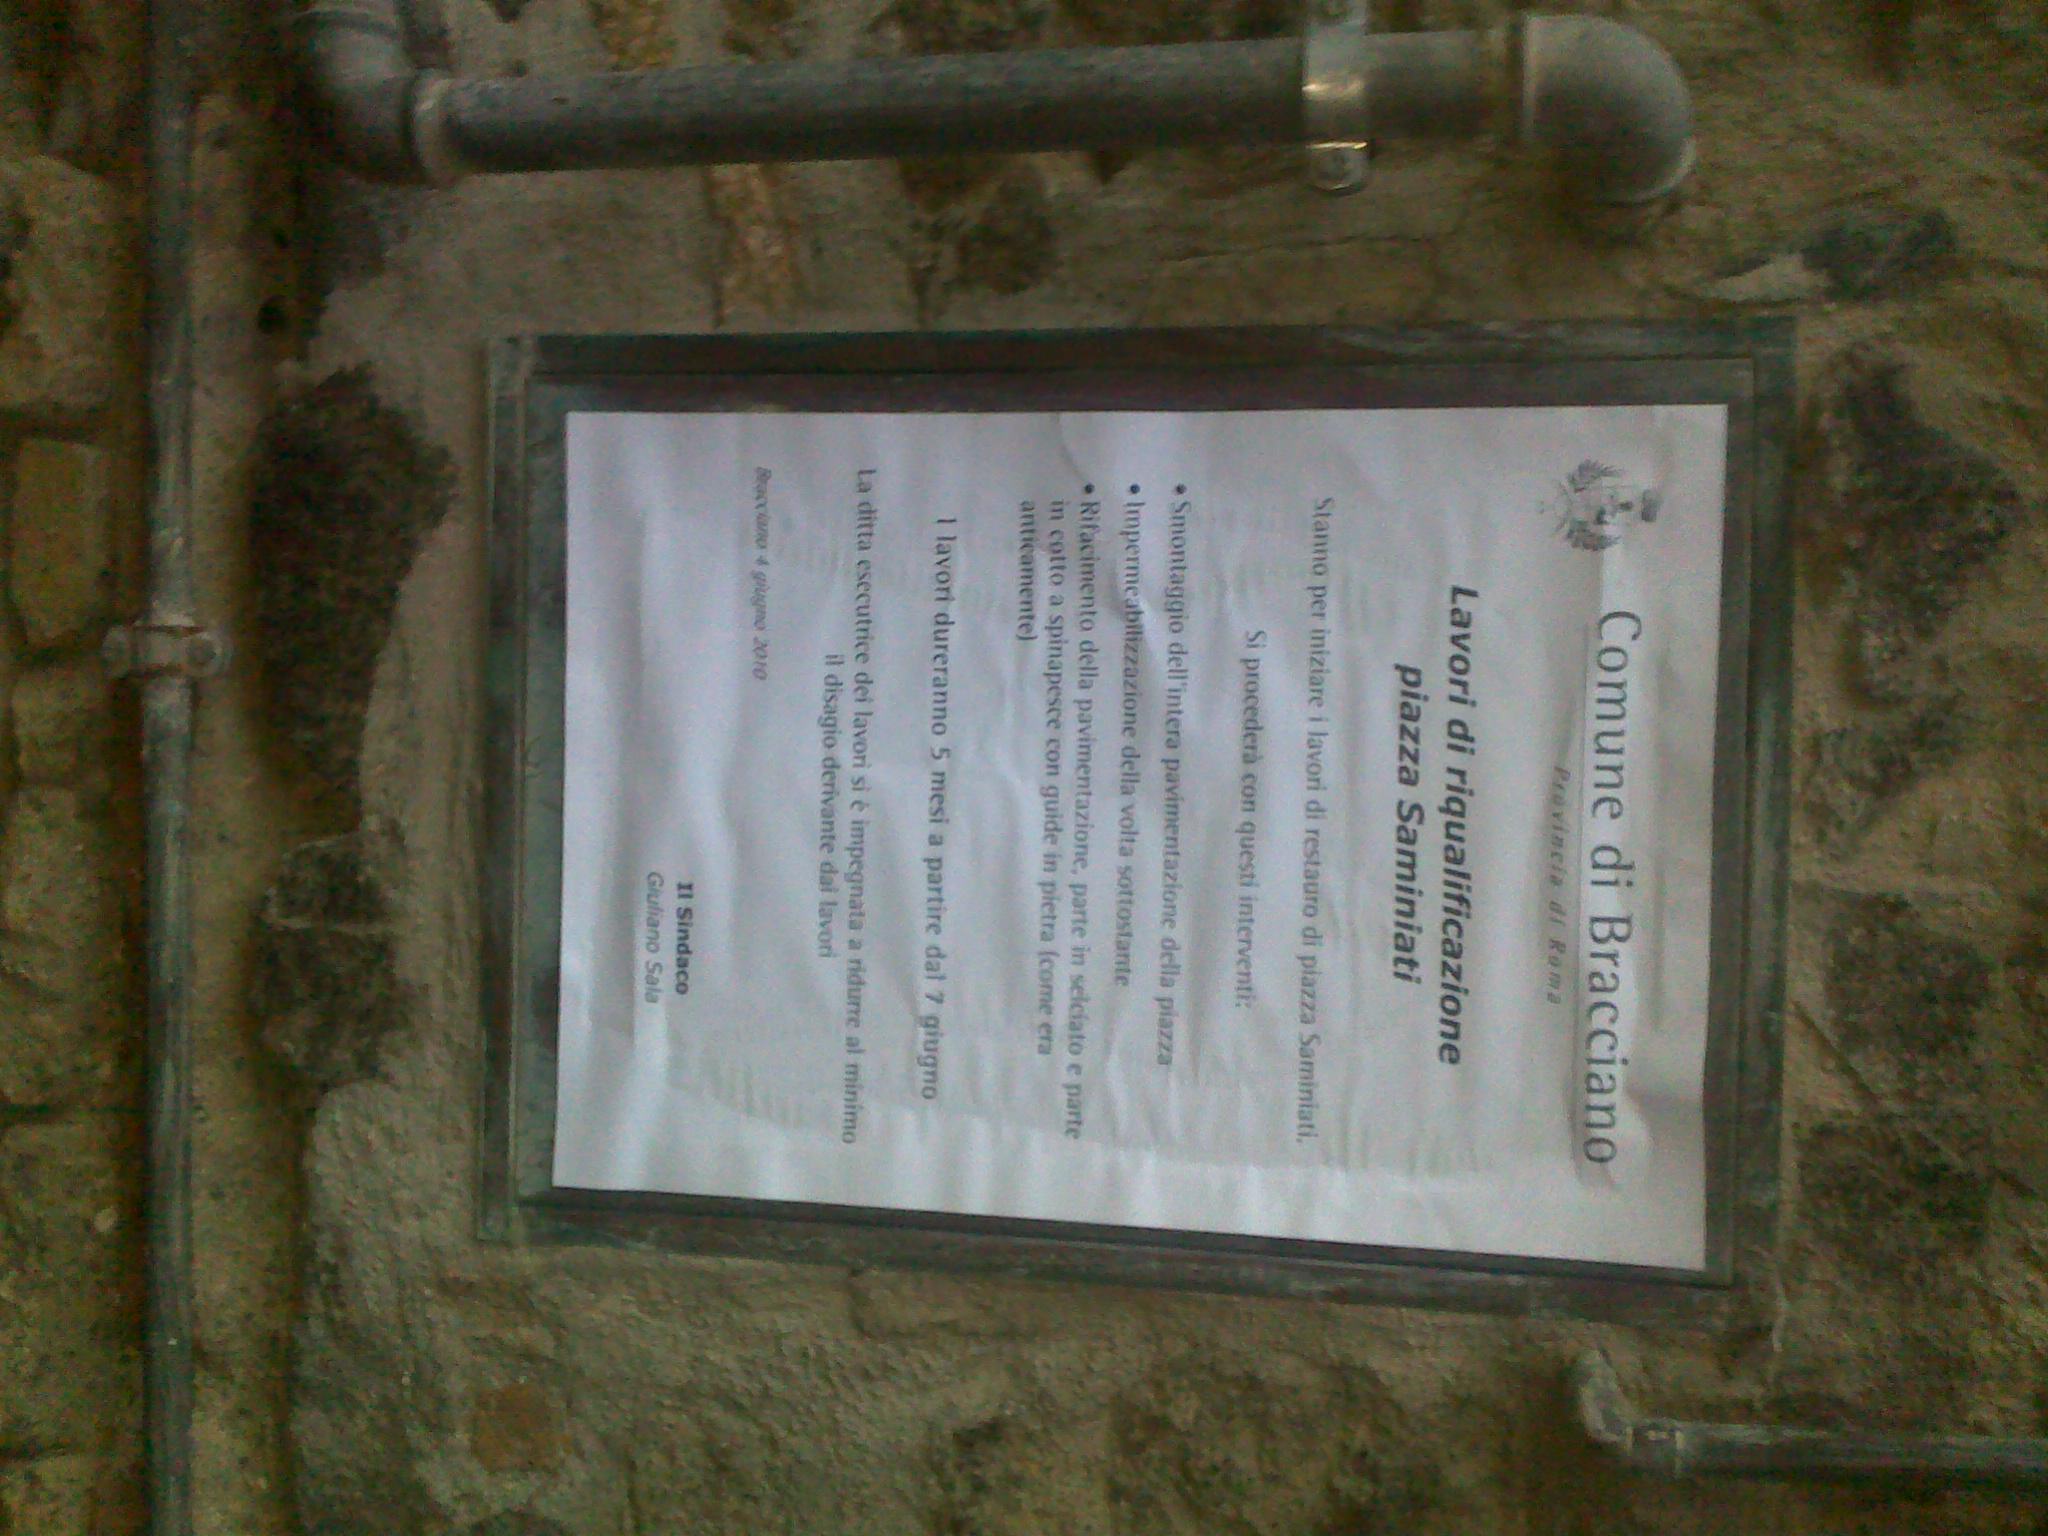 Comune di Bracciano
Provincia di Roma
Lavori di riqualificazione
piazza Saminiati
Stanno per iniziare i lavori di restauro di piazza Saminiati.
Si procederà con questi interventi:
• Smontaggio dell'intera pavimentazione della piazza
• Impermeabilizzazione della volta sottostante
• Rifacimento della pavimentazione, parte in selciato e parte
in cotto a spinapesce con guide in pietra (come era
anticamente)
I lavori dureranno 5 mesi a partire dal 7 giugno
La ditta esecutrice dei lavori si è impegnata a ridurre al minimo
il disagio derivante dai lavori
Bracciano 4 giugno 2010
Il Sindaco
Giuliano Sala